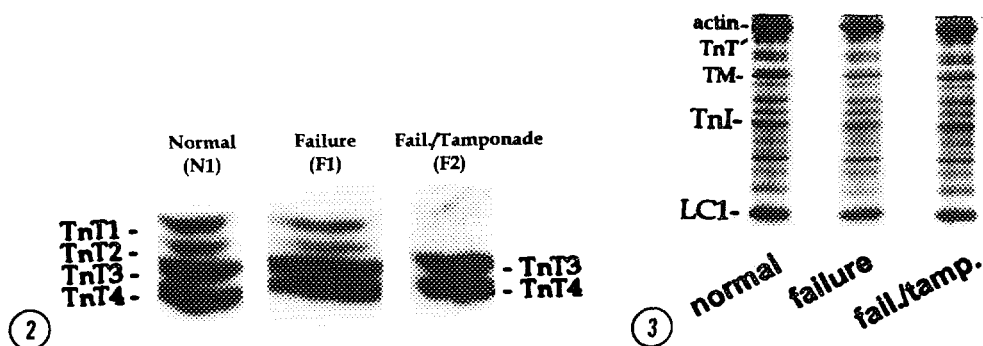 Normal
(N1)
Failure
(F1)
Fail./Tamponade
(F2)
TnT1 -
TnT2 -
TnT3 -
TnT4 -
- TnT3
- TnT4
2
actin-
TnT´
TM-
TnI-
LC1-
normal
failure
fail./tamp.
3